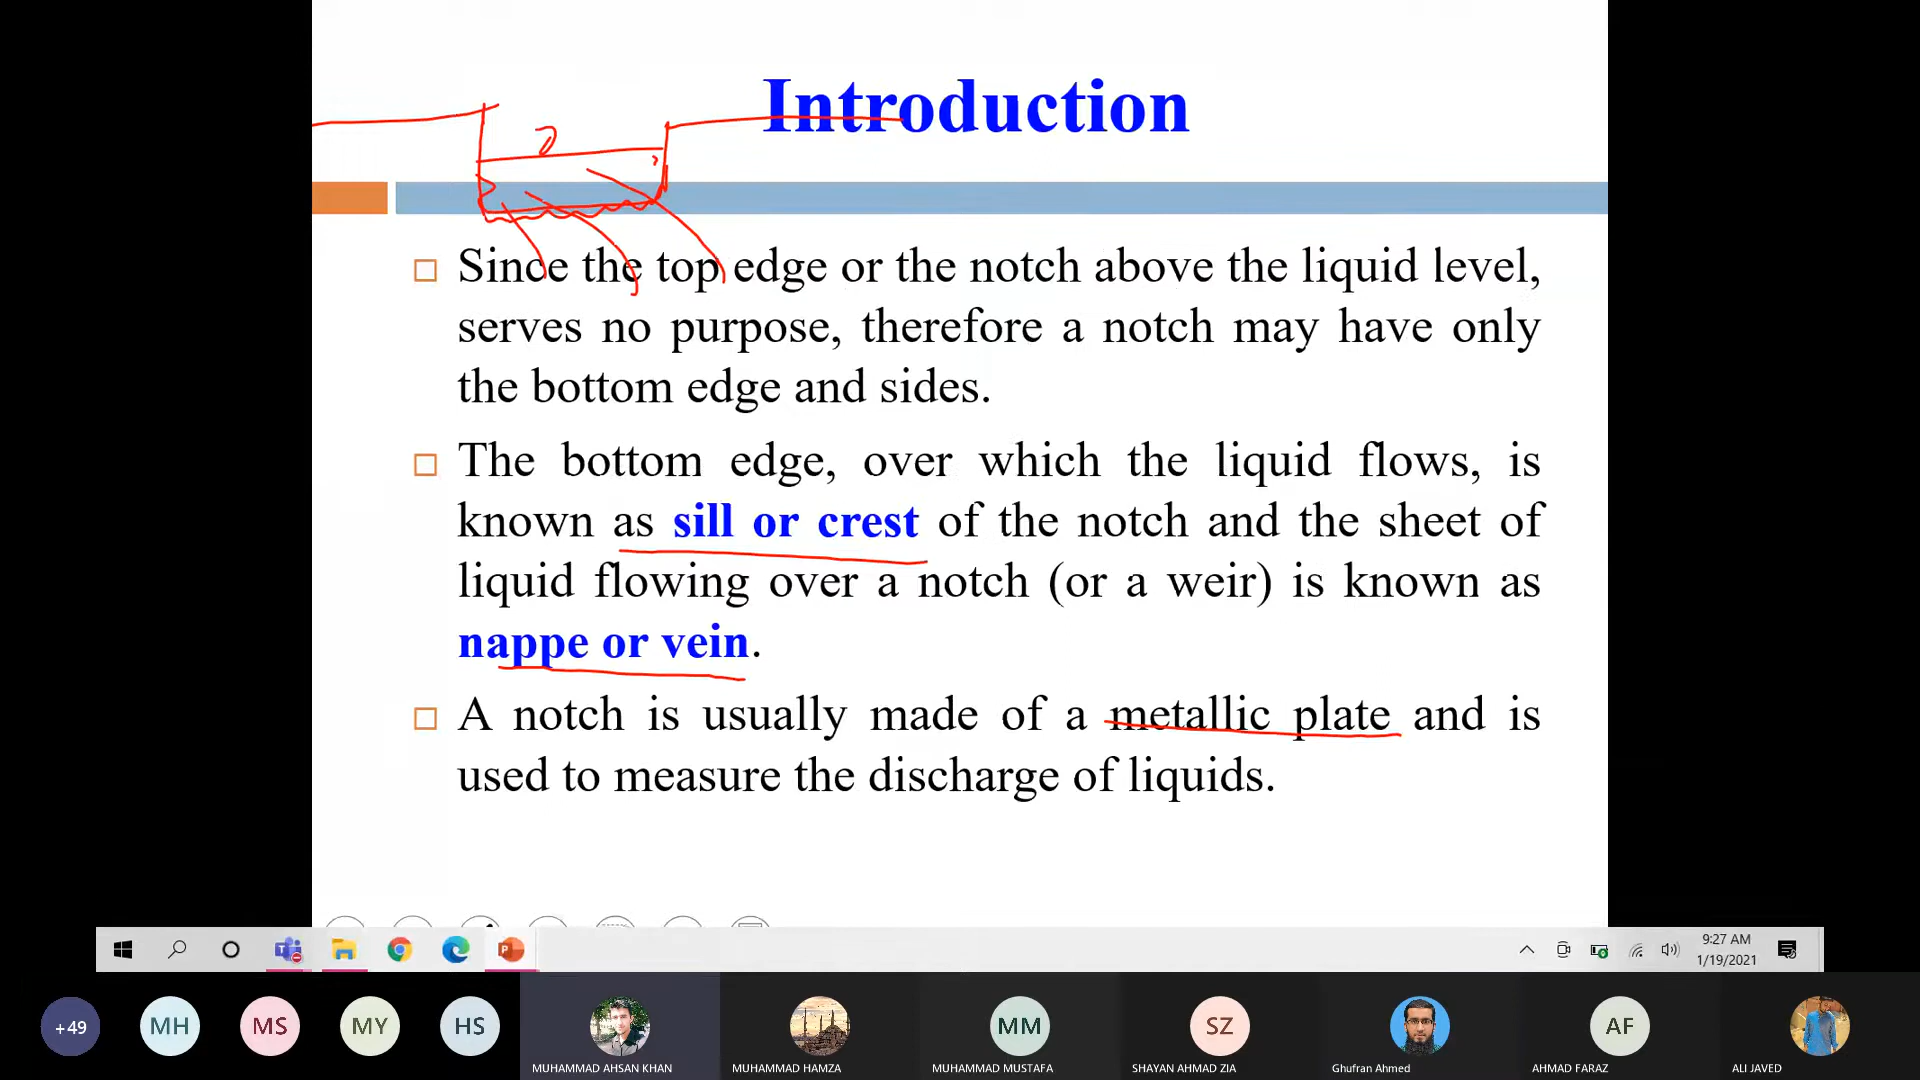 Introduction
Since the top edge or the notch above the liquid level,
serves no purpose, therefore a notch may have only
the bottom edge and sides.
The bottom edge, over which the liquid flows, is
known as sill or crest of the notch and the sheet of
liquid flowing over a notch (or a weir) is known as
nappe or vein.
A notch is usually made of a metallic plate and is
used to measure the discharge of liquids.
9:27 AM
1/19/2021
+49
MH
MS
MY
HS
MM
SZ
AF
MUHAMMAD AHSAN KHAN
MUHAMMAD HAMZA
MUHAMMAD MUSTAFA
SHAYAN AHMAD ZIA
Ghufran Ahmed
AHMAD FARAZ
ALI JAVED